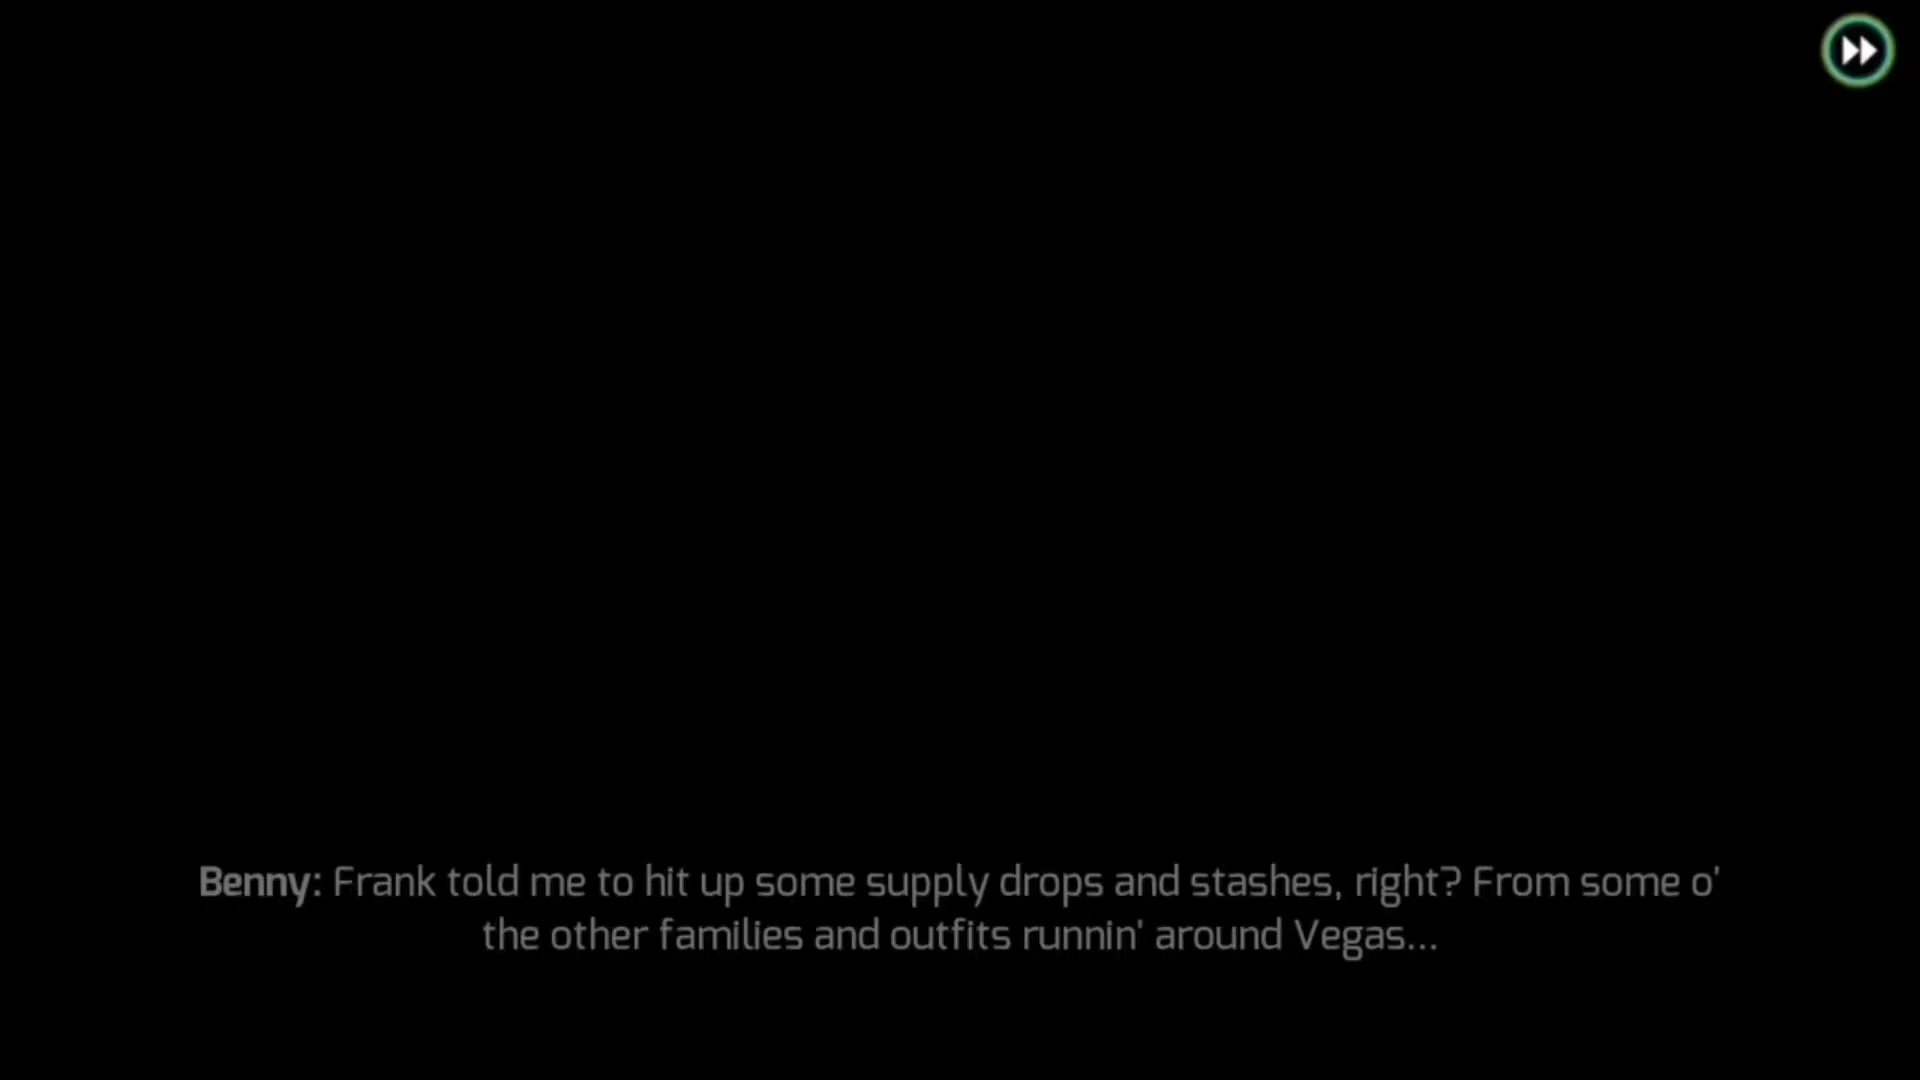 Benny: Frank told me to hit up some supply drops and stashes, right? From some o'
the other families and outfits runnin' around Vegas...